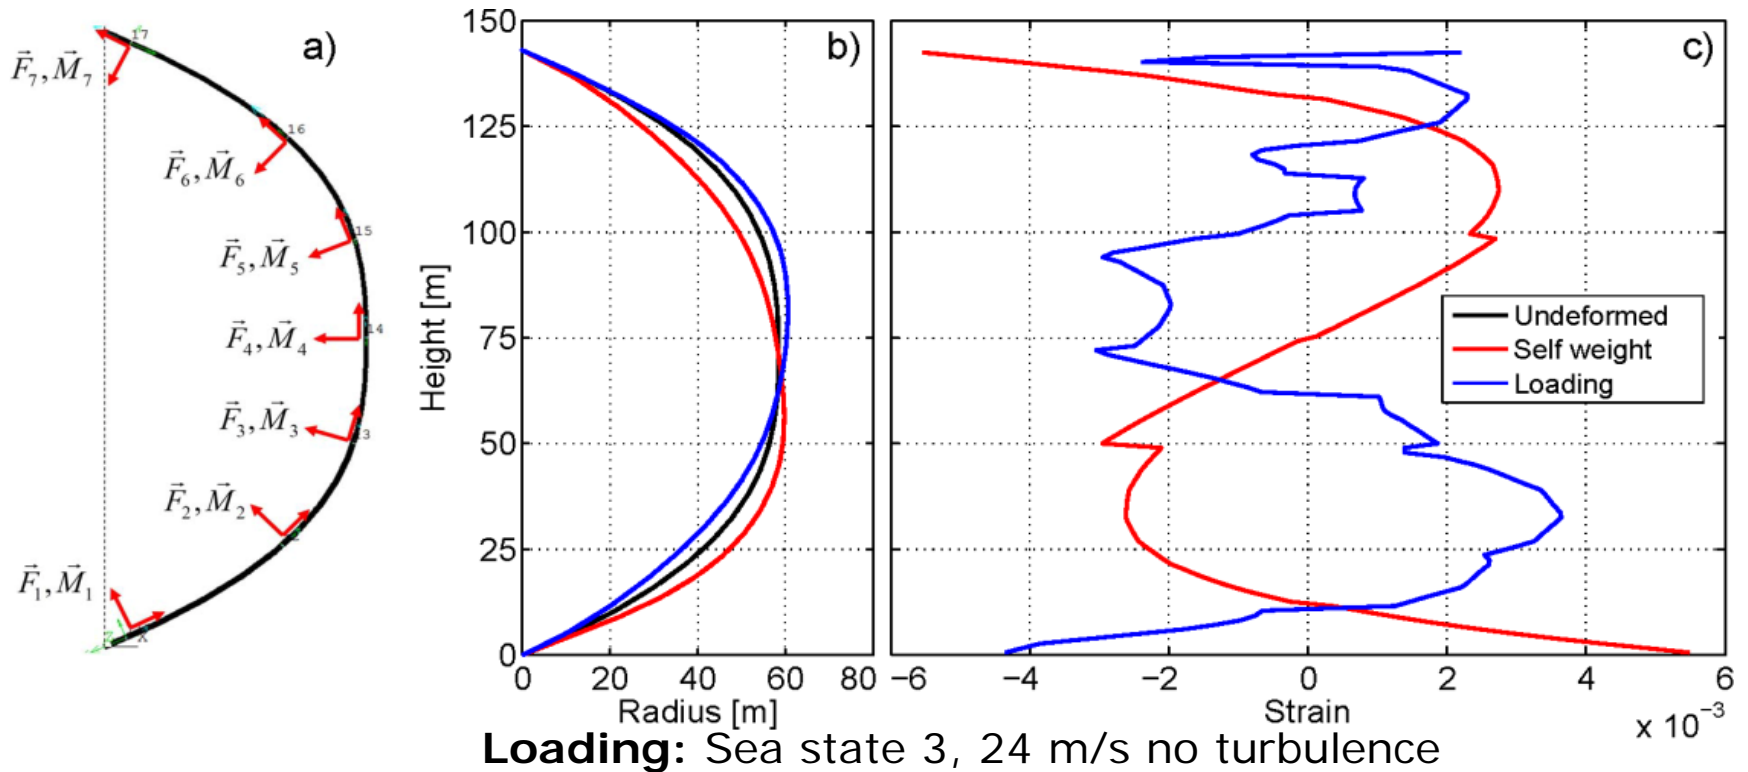 a)
17
F⃗7, M⃗7
16
F⃗6, M⃗6
15
F⃗5, M⃗5
14
F⃗4, M⃗4
F⃗3, M⃗3
3
F⃗2, M⃗2
F⃗1, M⃗1
Z
X
b)
Height [m]
150
125
100
75
50
25
0
0 20 40 60 80
Radius [m]
c)
Undeformed
Self weight
Loading
−6 −4 −2 0 2 4 6
Strain
x 10⁻³
Loading: Sea state 3, 24 m/s no turbulence